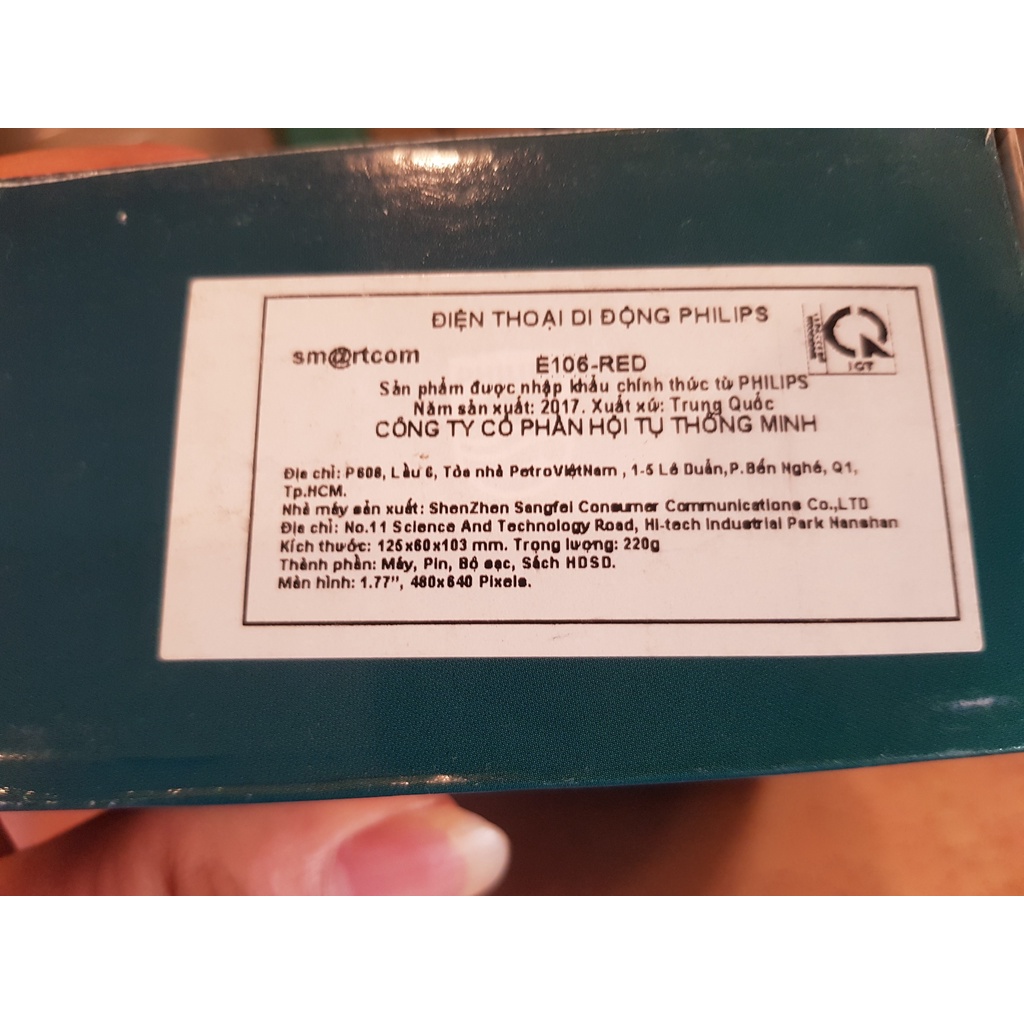 ĐIỆN THOẠI DI ĐỘNG PHILIPS
sm@rtcom
E106-RED
Sản phẩm được nhập khẩu chính thức từ PHILIPS
Năm sản xuất: 2017. Xuất xứ: Trung Quốc
CÔNG TY CỔ PHẦN HỘI TỤ THÔNG MINH
ICT
Địa chỉ: P608, Lầu 6, Tòa nhà PetroViệtNam , 1-5 Lê Duẩn,P.Bến Nghé, Q1,
Tp.HCM.
Nhà máy sản xuất: ShenZhen Sangfei Consumer Communications Co.,LTD
Địa chỉ: No.11 Science And Technology Road, Hi-tech Industrial Park Nanshan
Kích thước: 125x60x103 mm. Trọng lượng: 220g
Thành phần: Máy, Pin, Bộ sạc, Sách HDSD.
Màn hình: 1.77", 480x640 Pixels.